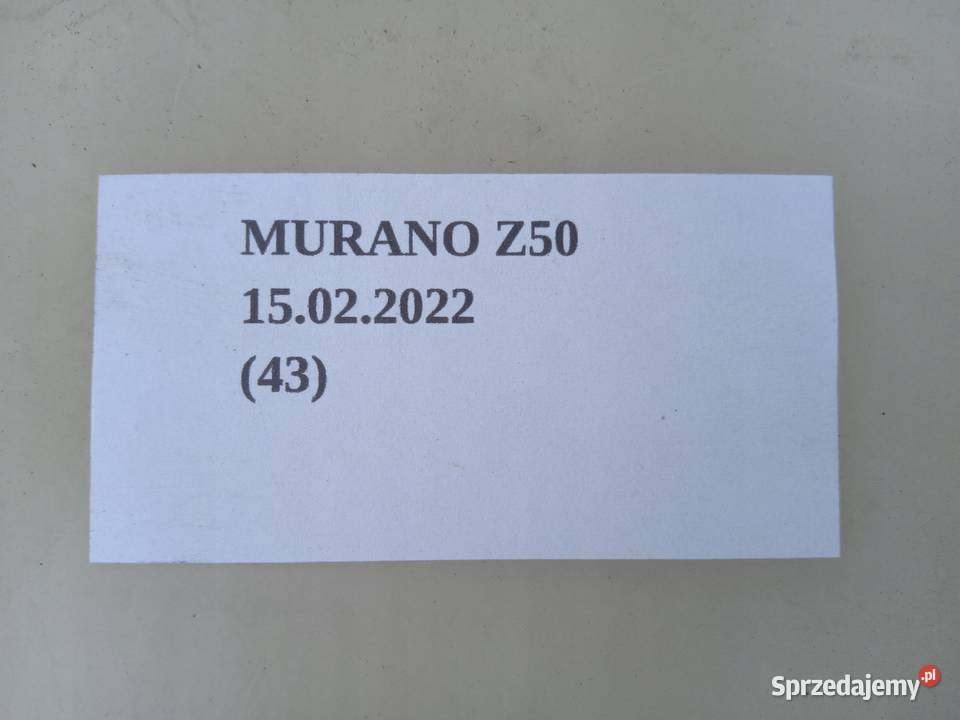 MURANO Z50
15.02.2022
(43)
Sprzedajemy.pl